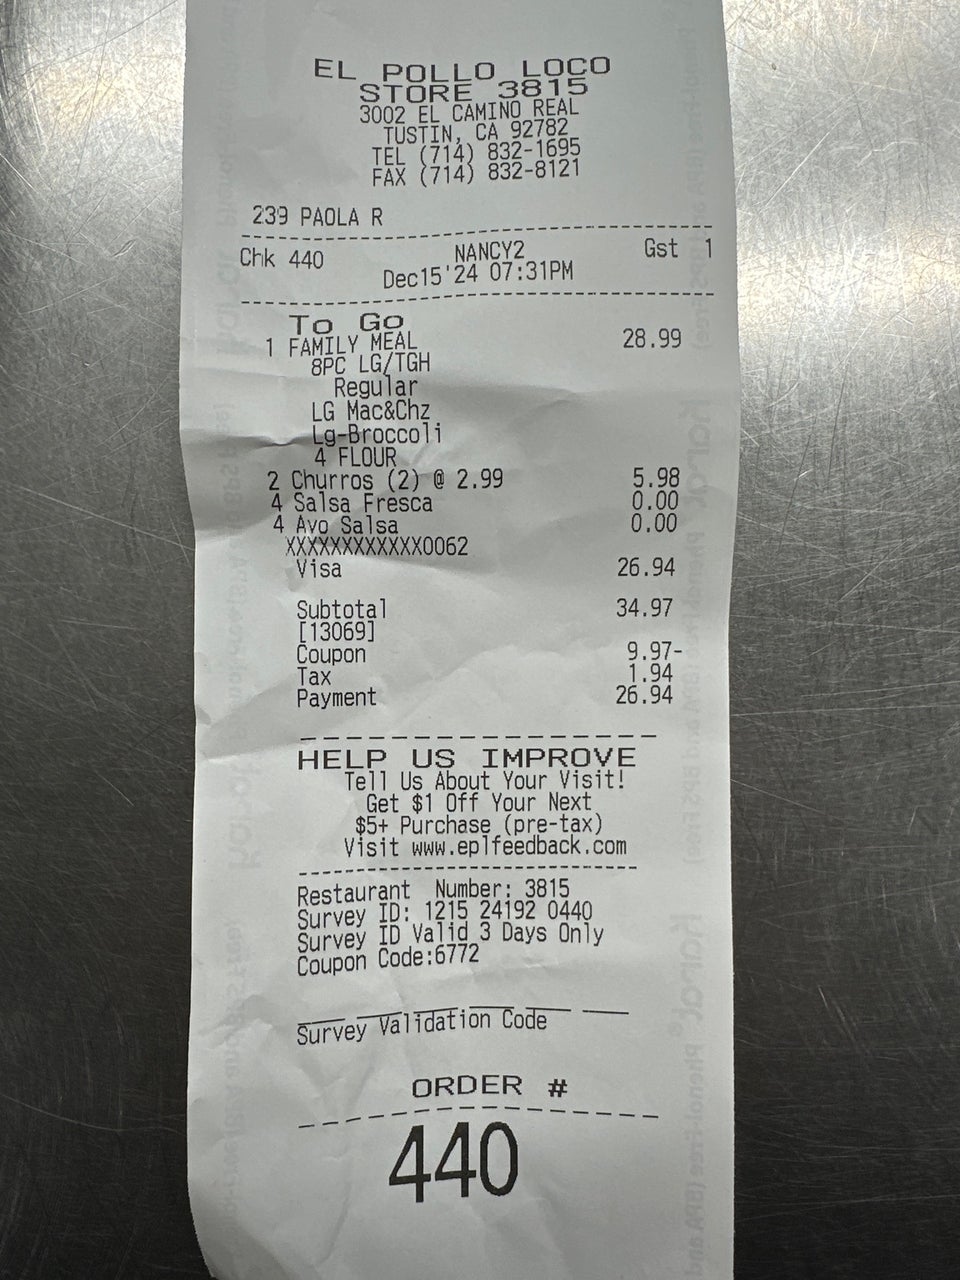 EL POLLO LOCO
STORE 3815
3002 EL CAMINO REAL
TUSTIN, CA 92782
TEL (714) 832-1695
FAX (714) 832-8121
239 PAOLA R
Chk 440 NANCY2 Gst 1
Dec15'24 07:31PM
To Go
1 FAMILY MEAL 28.99
8PC LG/TGH
Regular
LG Mac&Chz
Lg-Broccoli
4 FLOUR
2 Churros (2) @ 2.99 5.98
4 Salsa Fresca 0.00
4 Avo Salsa 0.00
XXXXXXXXXXXX0062
Visa 26.94
Subtotal 34.97
[13069]
Coupon 9.97-
Tax 1.94
Payment 26.94
HELP US IMPROVE
Tell Us About Your Visit!
Get $1 Off Your Next
$5+ Purchase (pre-tax)
Visit www.eplfeedback.com
Restaurant Number: 3815
Survey ID: 1215 24192 0440
Survey ID Valid 3 Days Only
Coupon Code:6772
Survey Validation Code
ORDER #
440